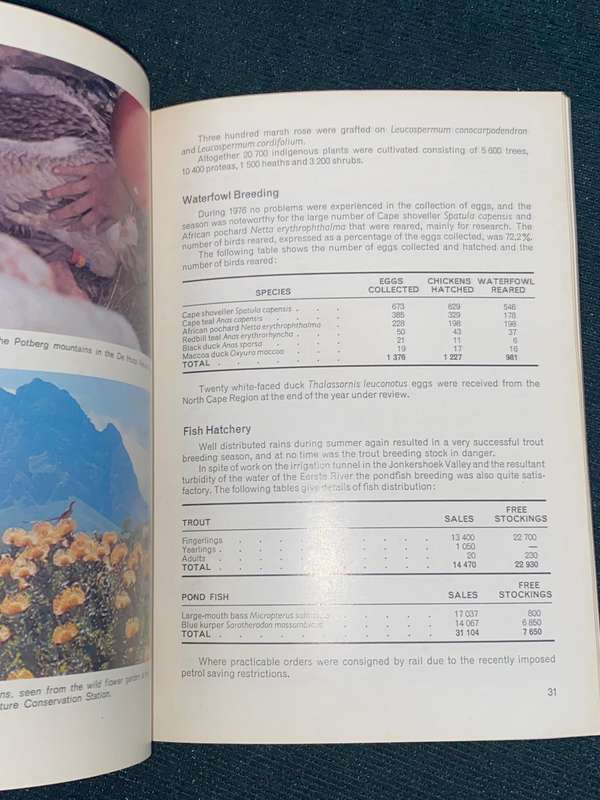 he Potberg mountains in the De Hoop
ns, seen from the wild flower garden
ture Conservation Station.
Three hundred marsh rose were grafted on Leucospermum conocarpodendron
and Leucospermum cordifolium.
Altogether 20 700 indigenous plants were cultivated consisting of 5 600 trees,
10 400 proteas, 1 500 heaths and 3 200 shrubs.
Waterfowl Breeding
During 1976 no problems were experienced in the collection of eggs, and the
season was noteworthy for the large number of Cape shoveller Spatula capensis and
African pochard Netta erythrophthalma that were reared, mainly for research. The
number of birds reared, expressed as a percentage of the eggs collected, was 72,2%.
The following table shows the number of eggs collected and hatched and the
number of birds reared:
SPECIES EGGS COLLECTED CHICKENS HATCHED WATERFOWL REARED
Cape shoveller Spatula capensis . . . 673 629 546
Cape teal Anas capensis . . . 385 329 178
African pochard Netta erythrophthalma . . 228 198 198
Redbill teal Anas erythrorhyncha . . . 50 43 37
Black duck Anas sparsa . . . 21 11 6
Maccoa duck Oxyura maccoa . . . 19 17 16
TOTAL . . . . . . 1 376 1 227 981
Twenty white-faced duck Thalassornis leuconotus eggs were received from the
North Cape Region at the end of the year under review.
Fish Hatchery
Well distributed rains during summer again resulted in a very successful trout
breeding season, and at no time was the trout breeding stock in danger.
In spite of work on the irrigation tunnel in the Jonkershoek Valley and the resultant
turbidity of the water of the Eerste River the pondfish breeding was also quite satis-
factory. The following tables give details of fish distribution:
TROUT SALES FREE STOCKINGS
Fingerlings . . . . . . . . . . 13 400 22 700
Yearlings . . . . . . . . . . 1 050 —
Adults . . . . . . . . . . 20 230
TOTAL . . . . . . . . . . 14 470 22 930
POND FISH SALES FREE STOCKINGS
Large-mouth bass Micropterus . . . . 17 037 800
Blue kurper Sarotherodon mossambicus . . . . 14 067 6 850
TOTAL . . . . . . . . . . 31 104 7 650
Where practicable orders were consigned by rail due to the recently imposed
petrol saving restrictions.
31